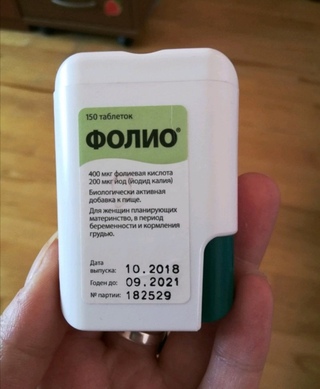 150 таблеток
ФОЛИО®
400 мкг фолиевая кислота
200 мкг йод (йодид калия)
Биологически активная
добавка к пище.
Для женщин планирующих
материнство, в период
беременности и кормления
грудью.
Дата
выпуска: 10.2018
Годен до: 09.2021
№ партии: 182529